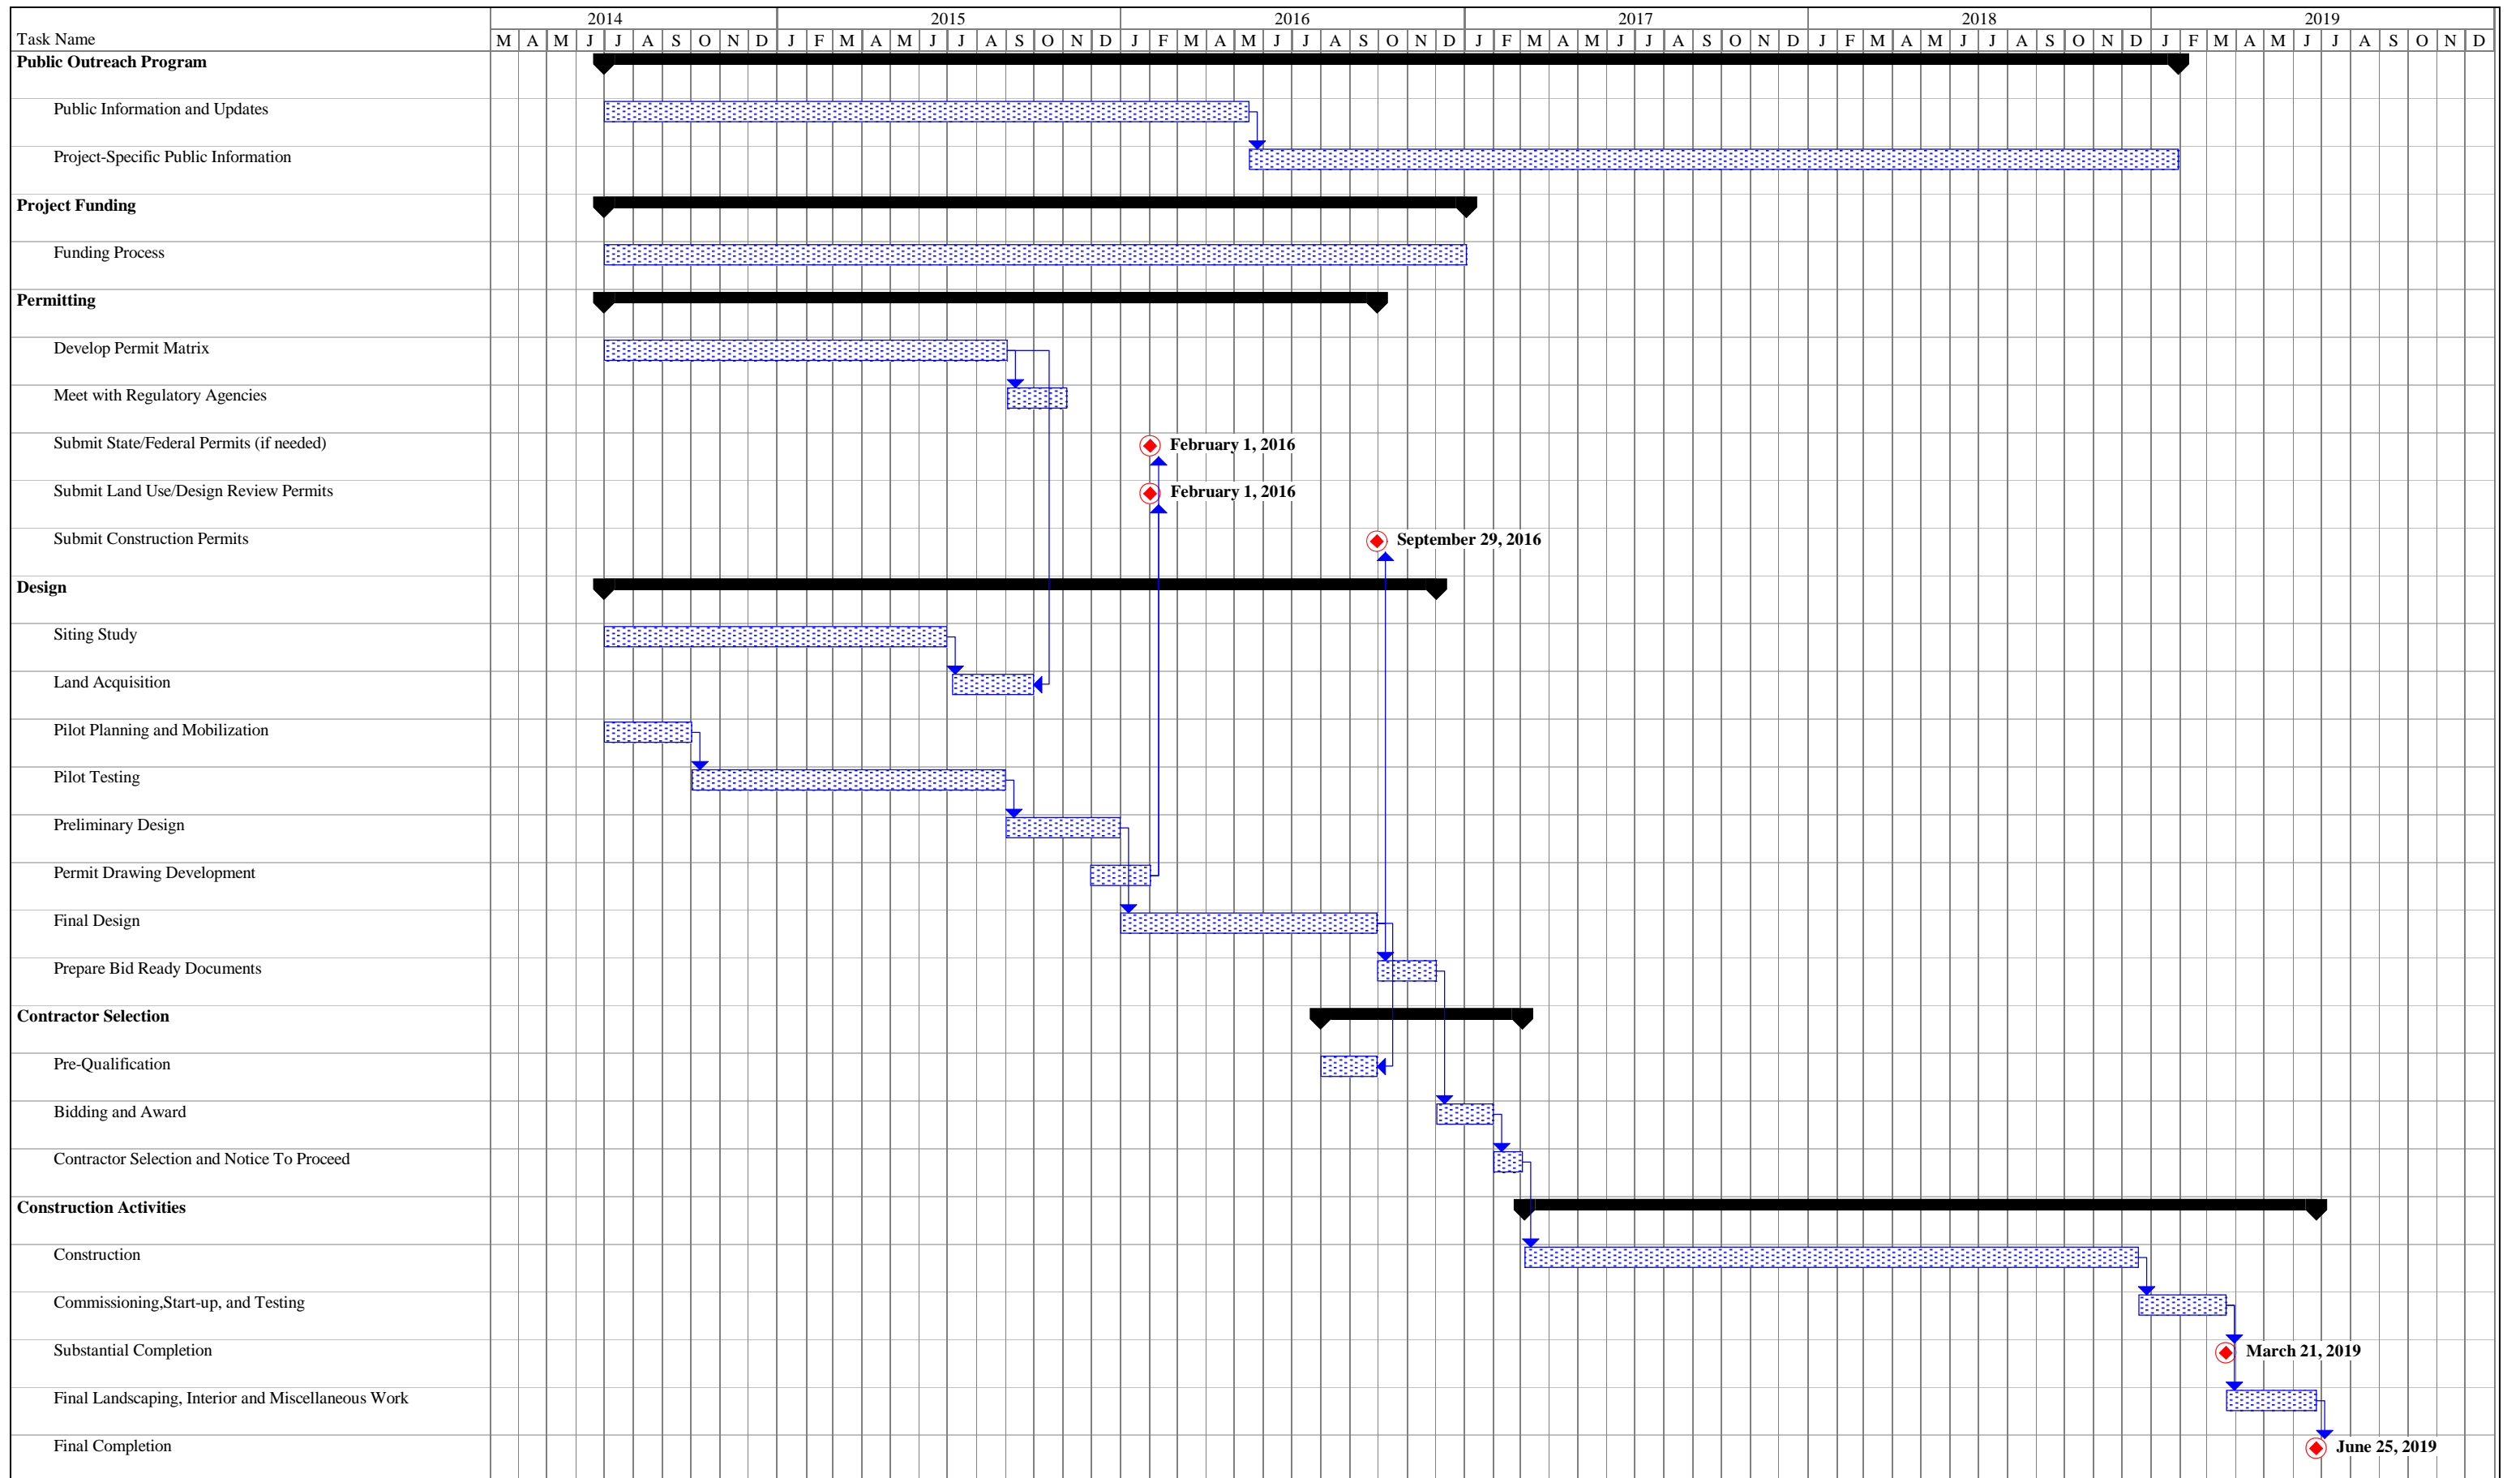 2014 2015 2016 2017 2018 2019
Task Name M A M J J A S O N D J F M A M J J A S O N D J F M A M J J A S O N D J F M A M J J A S O N D J F M A M J J A S O N D J F M A M J J A S O N D
Public Outreach Program
Public Information and Updates
Project-Specific Public Information
Project Funding
Funding Process
Permitting
Develop Permit Matrix
Meet with Regulatory Agencies
Submit State/Federal Permits (if needed) February 1, 2016
Submit Land Use/Design Review Permits February 1, 2016
Submit Construction Permits September 29, 2016
Design
Siting Study
Land Acquisition
Pilot Planning and Mobilization
Pilot Testing
Preliminary Design
Permit Drawing Development
Final Design
Prepare Bid Ready Documents
Contractor Selection
Pre-Qualification
Bidding and Award
Contractor Selection and Notice To Proceed
Construction Activities
Construction
Commissioning,Start-up, and Testing
Substantial Completion March 21, 2019
Final Landscaping, Interior and Miscellaneous Work
Final Completion June 25, 2019